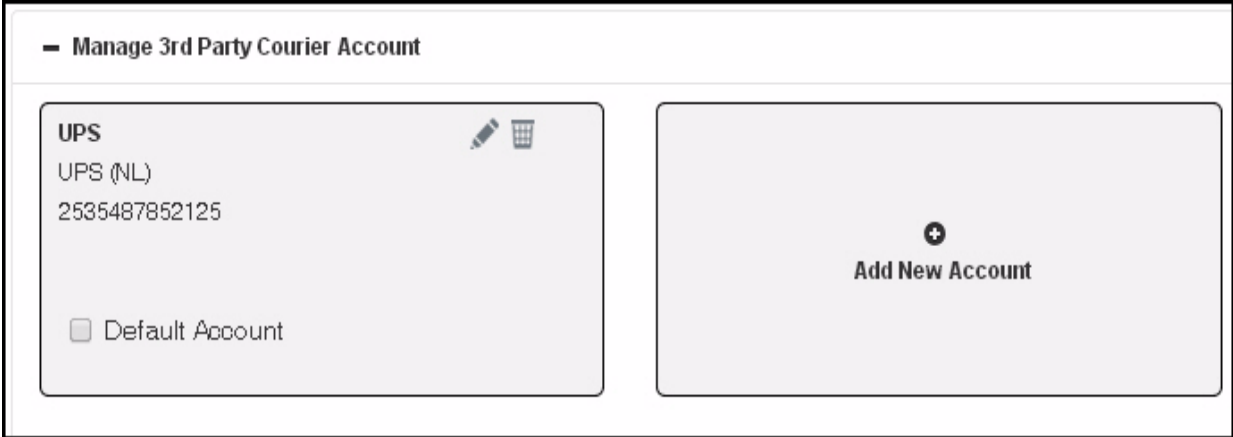 Manage 3rd Party Courier Account
UPS
UPS (NL)
2535487852125
Default Account
Add New Account